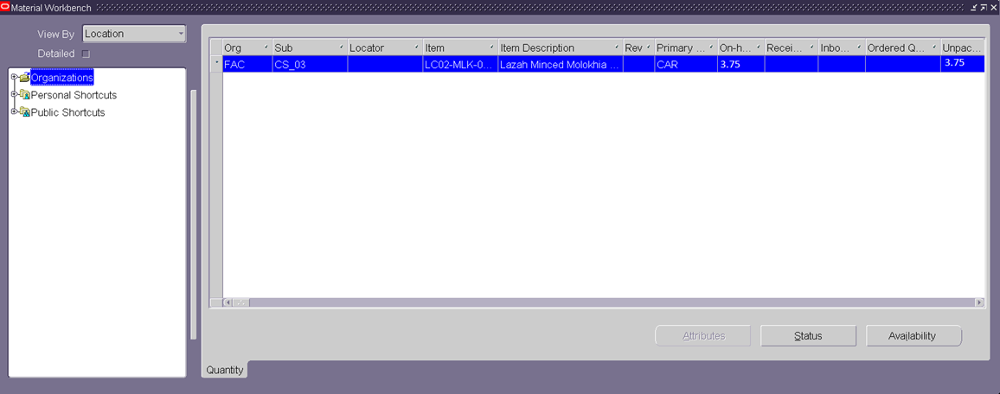 Material Workbench
View By Location
Detailed
Organizations
Personal Shortcuts
Public Shortcuts
Org Sub Locator Item Item Description Rev Primary ... On-h... Recei... Inbo... Ordered Q... Unpac...
FAC CS_03 LC02-MLK-0... Lazah Minced Molokhia ... CAR 3.75 3.75
Attributes Status Availability
Quantity